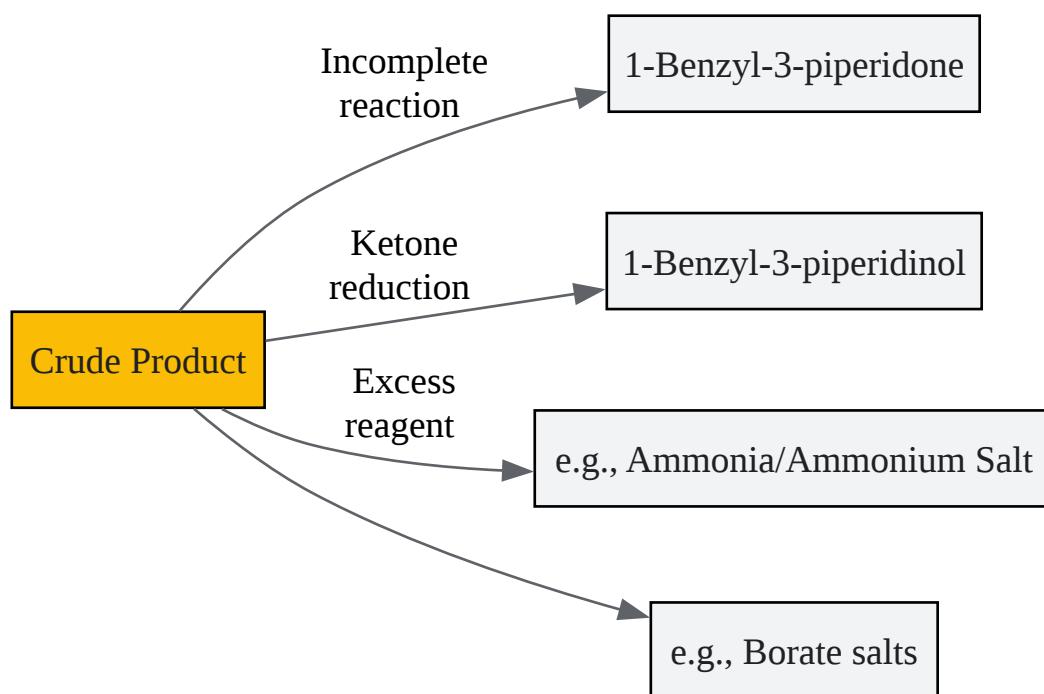 Incomplete
reaction
1-Benzyl-3-piperidone
Ketone
reduction
1-Benzyl-3-piperidinol
Crude Product
Excess
reagent
e.g., Ammonia/Ammonium Salt
e.g., Borate salts